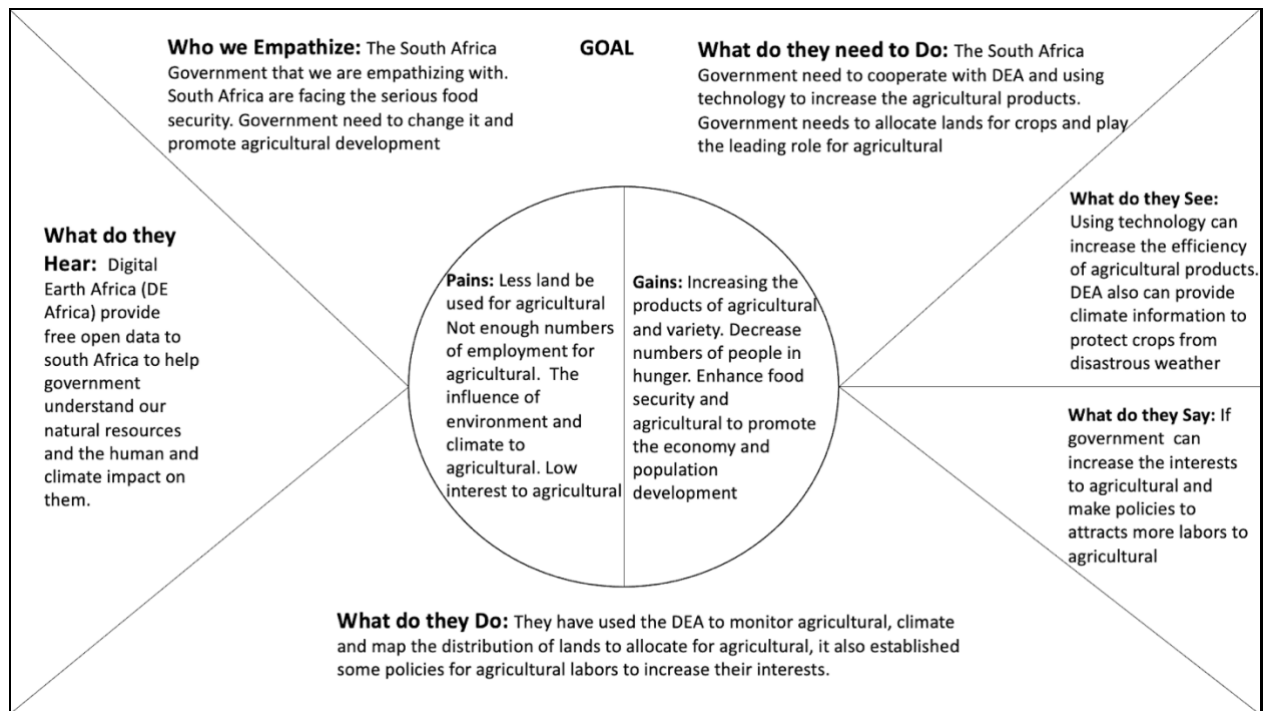 Who we Empathize: The South Africa
Government that we are empathizing with.
South Africa are facing the serious food
security. Government need to change it and
promote agricultural development
GOAL
What do they need to Do: The South Africa
Government need to cooperate with DEA and using
technology to increase the agricultural products.
Government needs to allocate lands for crops and play
the leading role for agricultural
What do they
Hear: Digital
Earth Africa (DE
Africa) provide
free open data to
south Africa to help
government
understand our
natural resources
and the human and
climate impact on
them.
Pains: Less land be
used for agricultural
Not enough numbers
of employment for
agricultural. The
influence of
environment and
climate to
agricultural. Low
interest to agricultural
Gains: Increasing the
products of agricultural
and variety. Decrease
numbers of people in
hunger. Enhance food
security and
agricultural to promote
the economy and
population
development
What do they See:
Using technology can
increase the efficiency
of agricultural products.
DEA also can provide
climate information to
protect crops from
disastrous weather
What do they Say: If
government can
increase the interests
to agricultural and
make policies to
attracts more labors to
agricultural
What do they Do: They have used the DEA to monitor agricultural, climate
and map the distribution of lands to allocate for agricultural, it also established
some policies for agricultural labors to increase their interests.